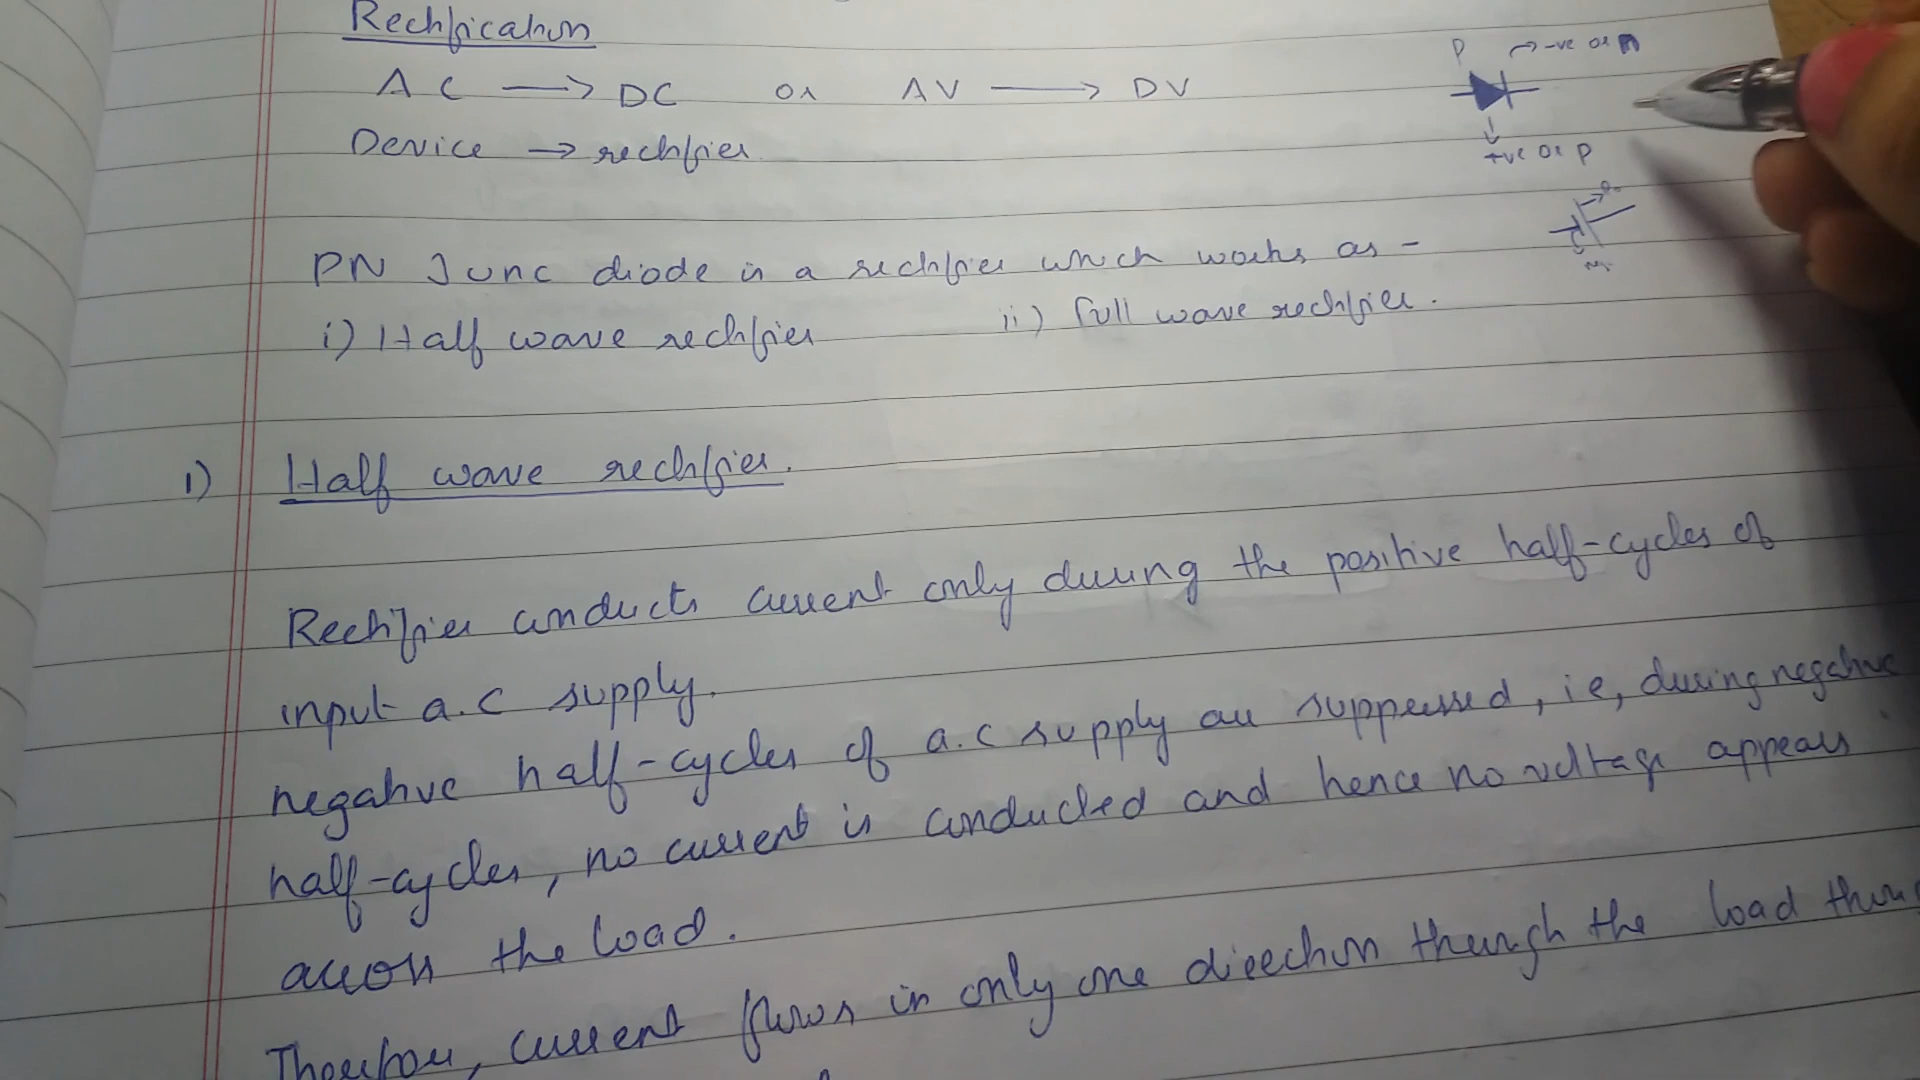 Rectification
P -ve or n
AC → DC or AV → DV
+ve or p
Device → rectifier
PN Junc diode is a rectifier which works as -
i) Half wave rectifier ii) full wave rectifier.
1) Half wave rectifier.
Rectifier conducts current only during the positive half-cycles of
input a.c supply.
negative half-cycles of a.c supply are suppressed, i.e, during negative
half-cycles, no current is conducted and hence no voltage appears
across the load.
Therefore, current flows in only one direction through the load